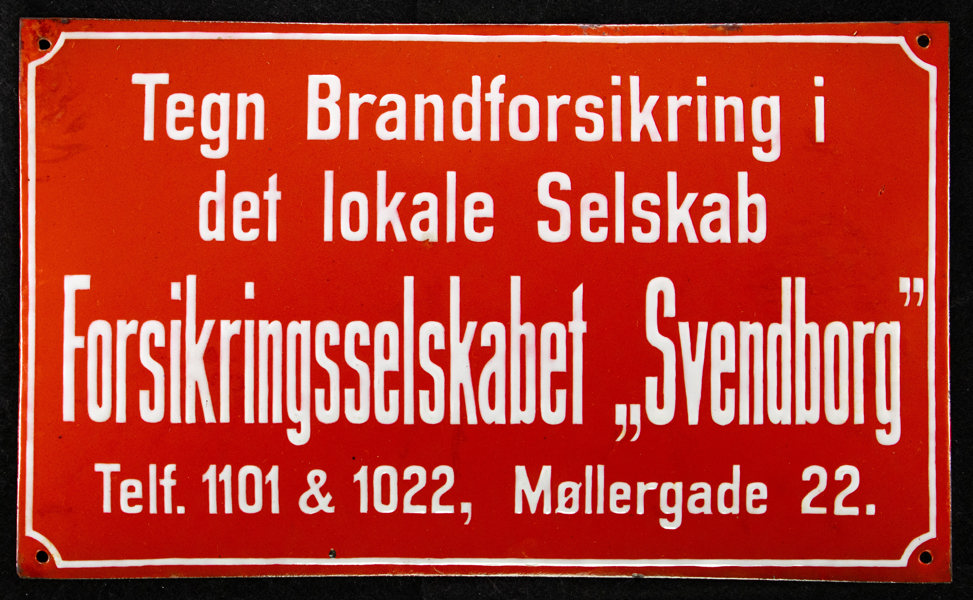 Tegn Brandforsikring i
det lokale Selskab
Forsikringsselskabet „Svendborg”
Telf. 1101 & 1022, Møllergade 22.